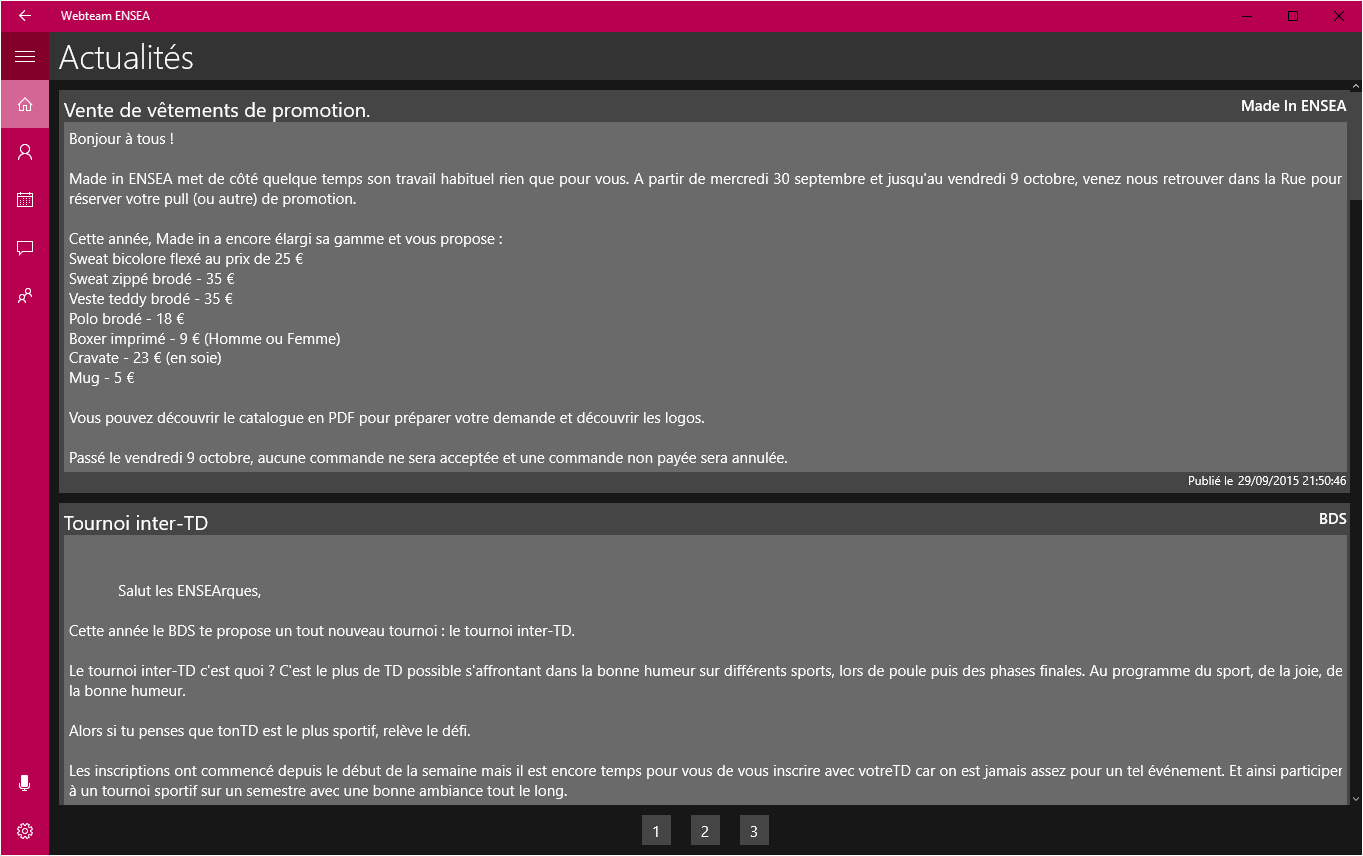 Webteam ENSEA
Actualités
Vente de vêtements de promotion.
Made In ENSEA
Bonjour à tous !
Made in ENSEA met de côté quelque temps son travail habituel rien que pour vous. A partir de mercredi 30 septembre et jusqu'au vendredi 9 octobre, venez nous retrouver dans la Rue pour
réserver votre pull (ou autre) de promotion.
Cette année, Made in a encore élargi sa gamme et vous propose :
Sweat bicolore flexé au prix de 25 €
Sweat zippé brodé - 35 €
Veste teddy brodé - 35 €
Polo brodé - 18 €
Boxer imprimé - 9 € (Homme ou Femme)
Cravate - 23 € (en soie)
Mug - 5 €
Vous pouvez découvrir le catalogue en PDF pour préparer votre demande et découvrir les logos.
Passé le vendredi 9 octobre, aucune commande ne sera acceptée et une commande non payée sera annulée.
Publié le 29/09/2015 21:50:46
Tournoi inter-TD
BDS
Salut les ENSEArques,
Cette année le BDS te propose un tout nouveau tournoi : le tournoi inter-TD.
Le tournoi inter-TD c'est quoi ? C'est le plus de TD possible s'affrontant dans la bonne humeur sur différents sports, lors de poule puis des phases finales. Au programme du sport, de la joie, de
la bonne humeur.
Alors si tu penses que tonTD est le plus sportif, relève le défi.
Les inscriptions ont commencé depuis le début de la semaine mais il est encore temps pour vous de vous inscrire avec votreTD car on est jamais assez pour un tel événement. Et ainsi participer
à un tournoi sportif sur un semestre avec une bonne ambiance tout le long.
1 2 3